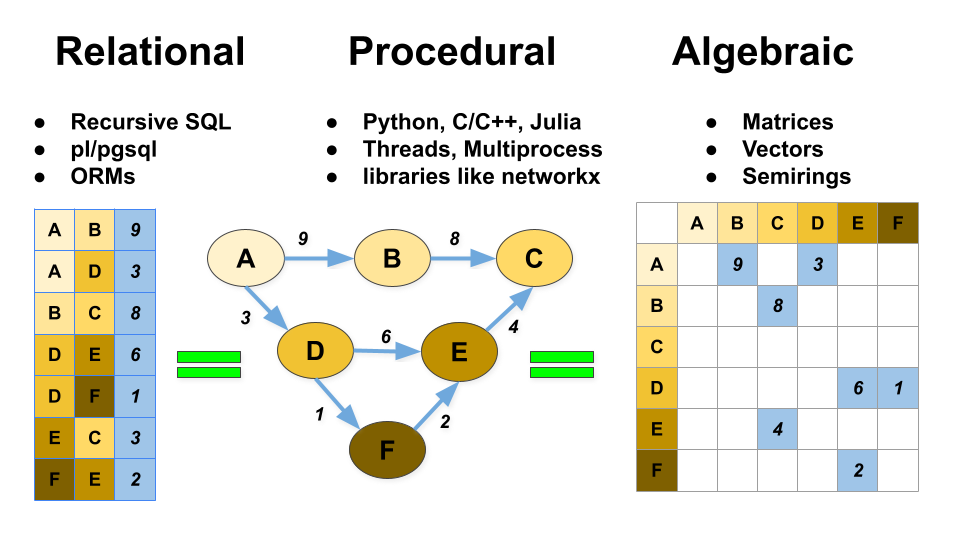 Relational
Procedural
Algebraic
● Recursive SQL
● pl/pgsql
● ORMs
● Python, C/C++, Julia
● Threads, Multiprocess
● libraries like networkx
● Matrices
● Vectors
● Semirings
A B 9
A D 3
B C 8
D E 6
D F 1
E C 3
F E 2
A 9 B 8 C
3
D 6 E 4
1 2
F
A B C D E F
A 9 3
B 8
C
D 6 1
E 4
F 2